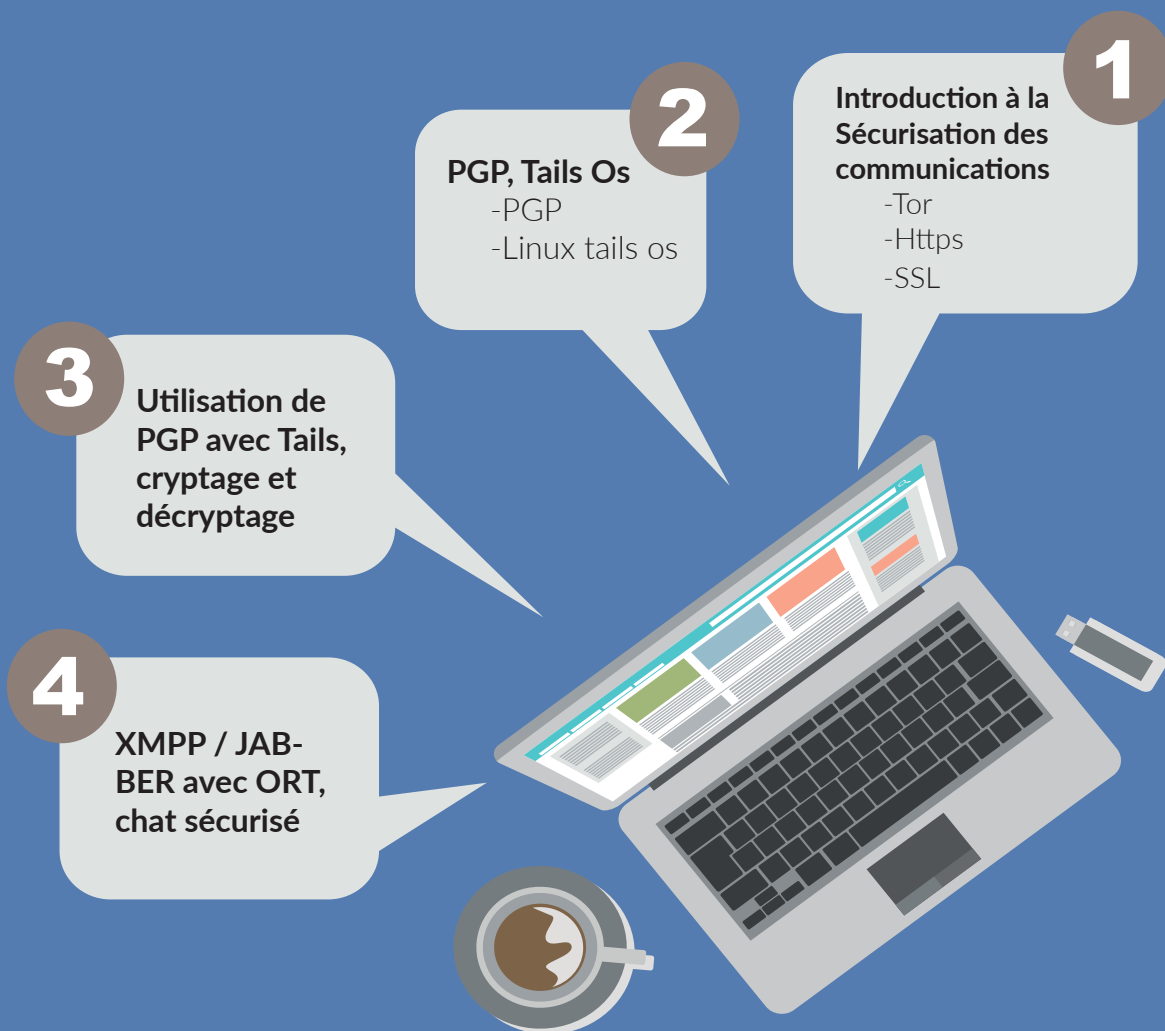 1
Introduction à la
Sécurisation des
communications
-Tor
-Https
-SSL
2
PGP, Tails Os
-PGP
-Linux tails os
3
Utilisation de
PGP avec Tails,
cryptage et
décryptage
4
XMPP / JAB-
BER avec ORT,
chat sécurisé